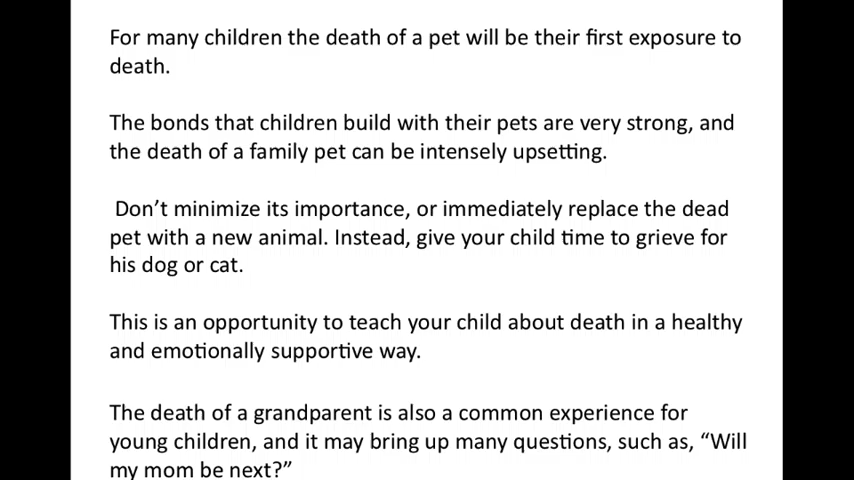 For many children the death of a pet will be their first exposure to
death.
The bonds that children build with their pets are very strong, and
the death of a family pet can be intensely upsetting.
Don’t minimize its importance, or immediately replace the dead
pet with a new animal. Instead, give your child time to grieve for
his dog or cat.
This is an opportunity to teach your child about death in a healthy
and emotionally supportive way.
The death of a grandparent is also a common experience for
young children, and it may bring up many questions, such as, “Will
my mom be next?”